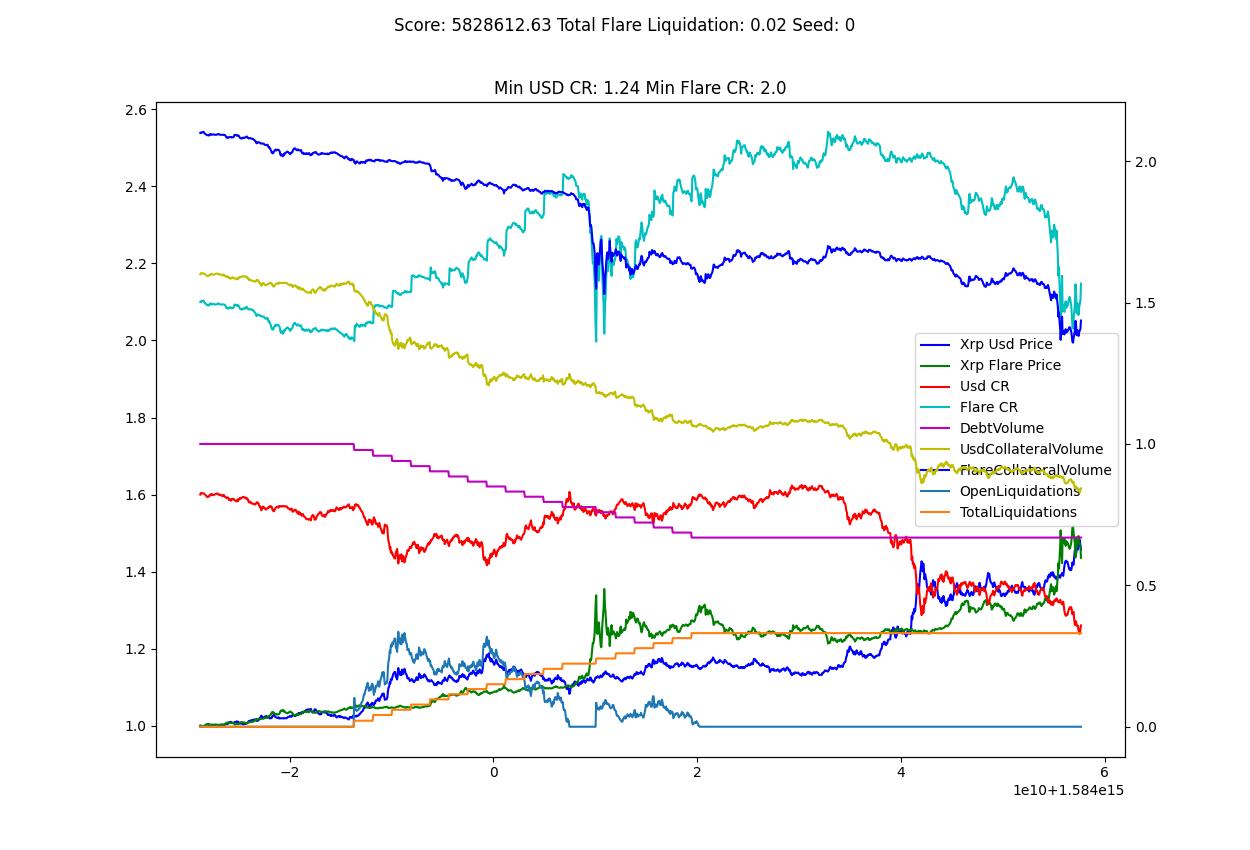 Score: 5828612.63 Total Flare Liquidation: 0.02 Seed: 0
Min USD CR: 1.24 Min Flare CR: 2.0
2.6
2.4
2.2
2.0
1.8
1.6
1.4
1.2
1.0
2.0
1.5
1.0
0.5
0.0
Xrp Usd Price
Xrp Flare Price
Usd CR
Flare CR
DebtVolume
UsdCollateralVolume
FlareCollateralVolume
OpenLiquidations
TotalLiquidations
−2
0
2
4
6
1e10+1.584e15